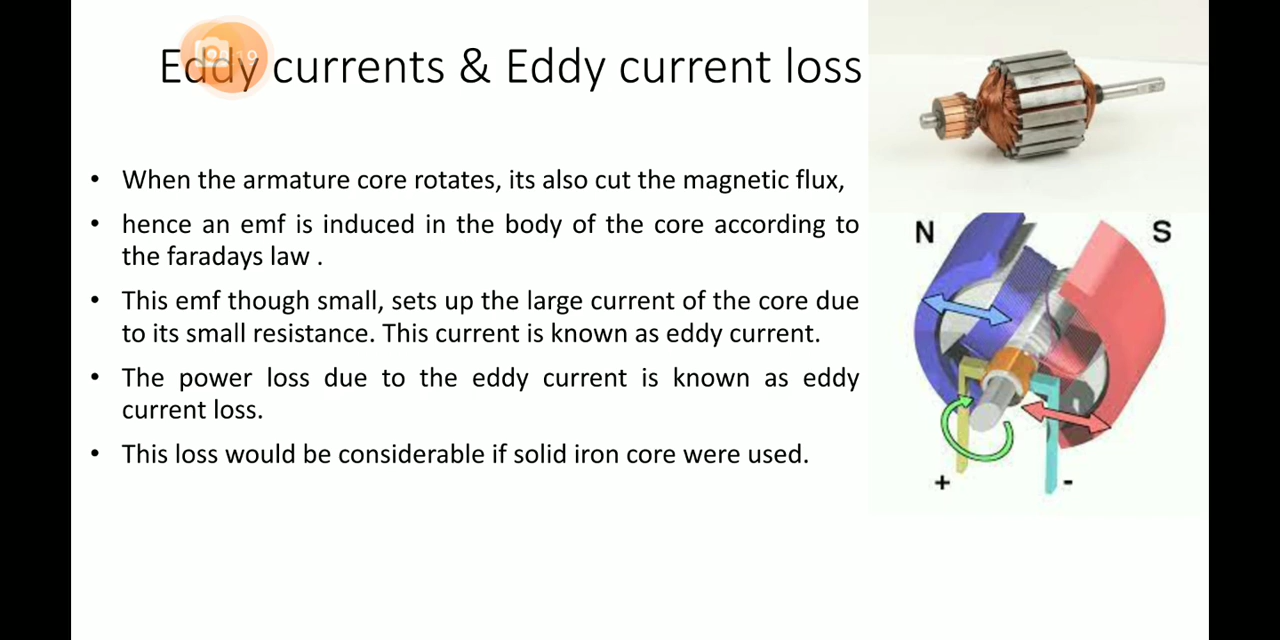 Eddy currents & Eddy current loss
• When the armature core rotates, its also cut the magnetic flux,
• hence an emf is induced in the body of the core according to
the faradays law .
• This emf though small, sets up the large current of the core due
to its small resistance. This current is known as eddy current.
• The power loss due to the eddy current is known as eddy
current loss.
• This loss would be considerable if solid iron core were used.
N
S
+
-